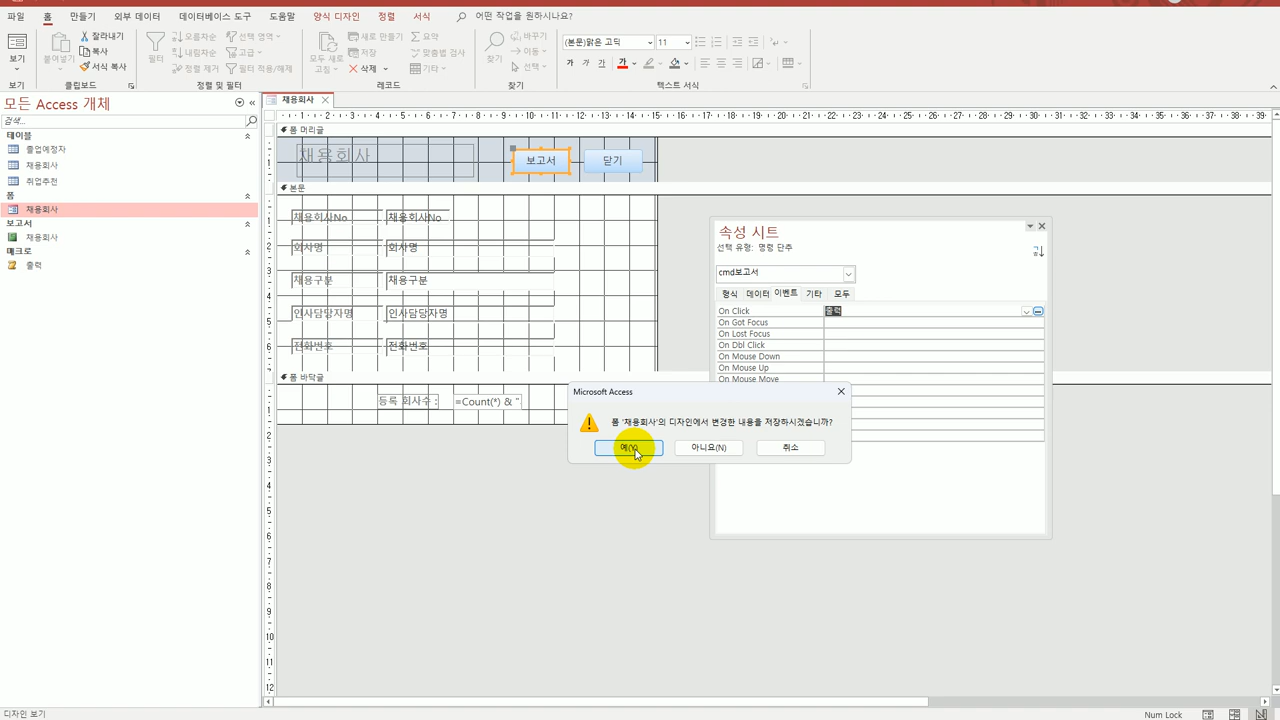 파일 홈 만들기 외부 데이터 데이터베이스 도구 도움말 양식 디자인 정렬 서식 어떤 작업을 원하시나요?
보기
붙여넣기
잘라내기
복사
서식 복사
필터
오름차순
내림차순
정렬 제거
선택 영역
고급
필터 적용/해제
모두 새로 고침
새로 만들기
저장
삭제
요약
맞춤법 검사
기타
찾기
바꾸기
이동
선택
(본문)맑은 고딕 11
가 가 가 가
보기 클립보드 정렬 및 필터 레코드 찾기 텍스트 서식
모든 Access 개체
검색...
테이블
졸업예정자
채용회사
취업추천
폼
채용회사
보고서
채용회사
매크로
출력
채용회사
폼 머리글
채용회사 보고서 닫기
본문
채용회사No 채용회사No
회사명 회사명
채용구분 채용구분
인사담당자명 인사담당자명
전화번호 전화번호
폼 바닥글
등록 회사수 : =Count(*) & "
속성 시트
선택 유형: 명령 단추
cmd보고서
형식 데이터 이벤트 기타 모두
On Click 출력
On Got Focus
On Lost Focus
On Dbl Click
On Mouse Down
On Mouse Up
On Mouse Move
Microsoft Access
폼 '채용회사'의 디자인에서 변경한 내용을 저장하시겠습니까?
예(Y) 아니요(N) 취소
디자인 보기 Num Lock